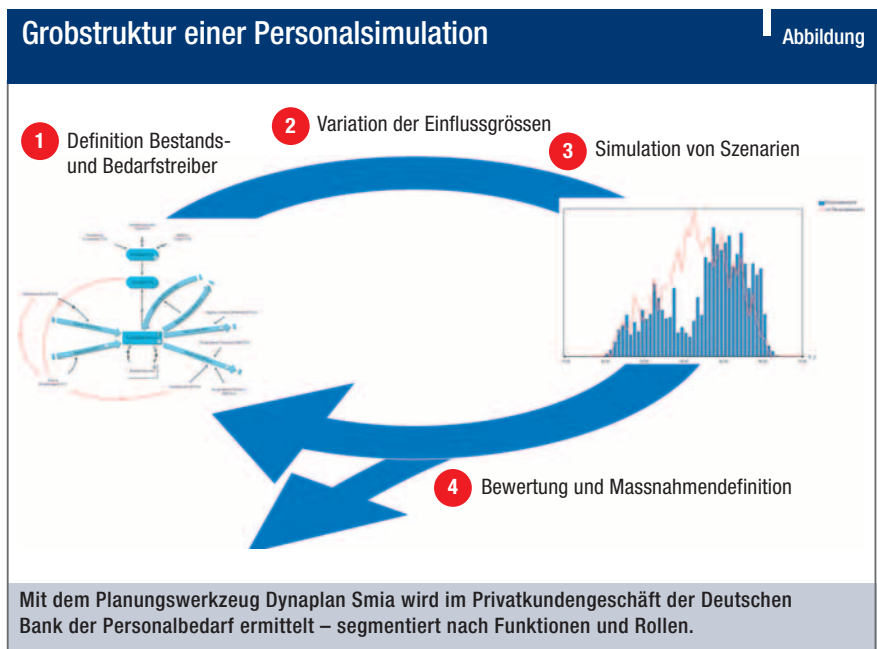 Grobstruktur einer Personalsimulation
Abbildung
1
Definition Bestands-
und Bedarfstreiber
2
Variation der Einflussgrössen
3
Simulation von Szenarien
4
Bewertung und Massnahmendefinition
Mit dem Planungswerkzeug Dynaplan Smia wird im Privatkundengeschäft der Deutschen
Bank der Personalbedarf ermittelt – segmentiert nach Funktionen und Rollen.